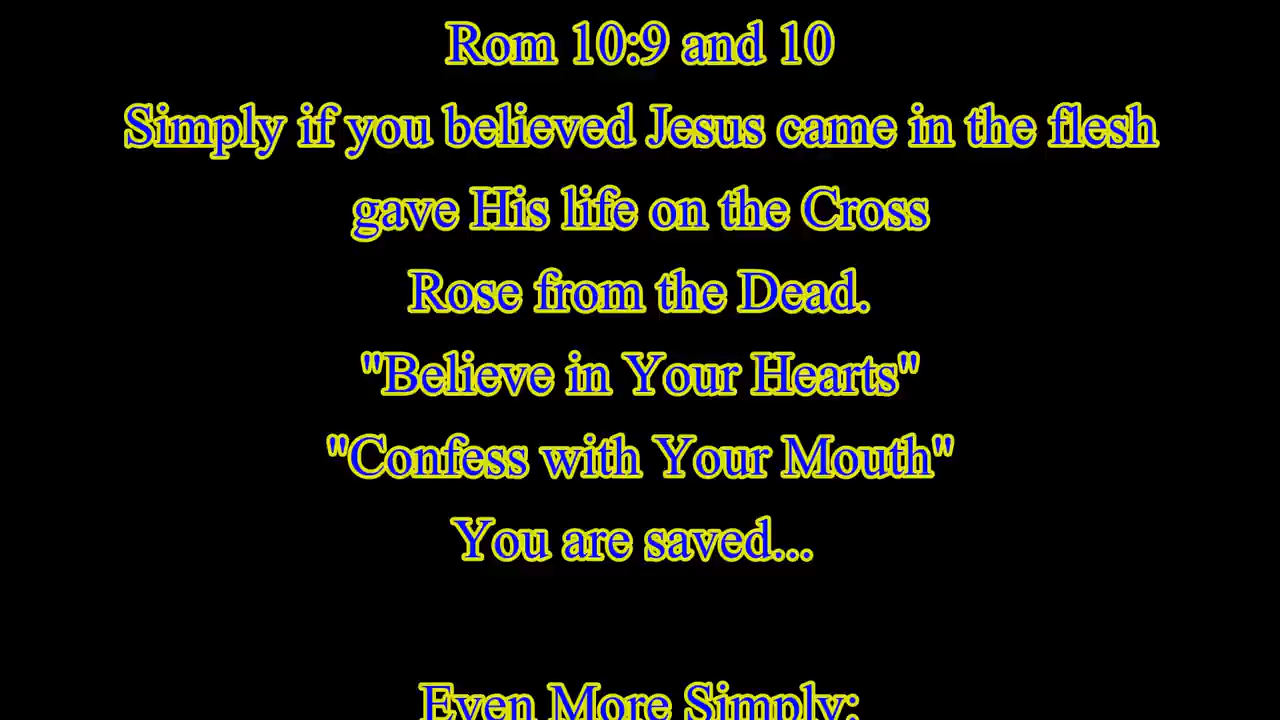 Rom 10:9 and 10
Simply if you believed Jesus came in the flesh
gave His life on the Cross
Rose from the Dead.
"Believe in Your Hearts"
"Confess with Your Mouth"
You are saved...
Even More Simply: